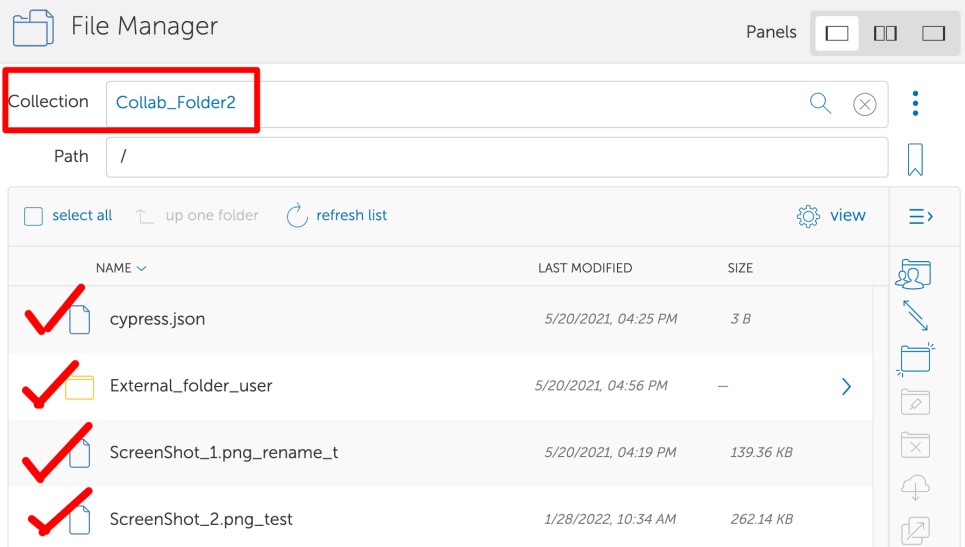 File Manager
Panels
Collection Collab_Folder2
Path /
select all up one folder refresh list view
NAME LAST MODIFIED SIZE
cypress.json 5/20/2021, 04:25 PM 3 B
External_folder_user 5/20/2021, 04:56 PM —
ScreenShot_1.png_rename_t 5/20/2021, 04:19 PM 139.36 KB
ScreenShot_2.png_test 1/28/2022, 10:34 AM 262.14 KB